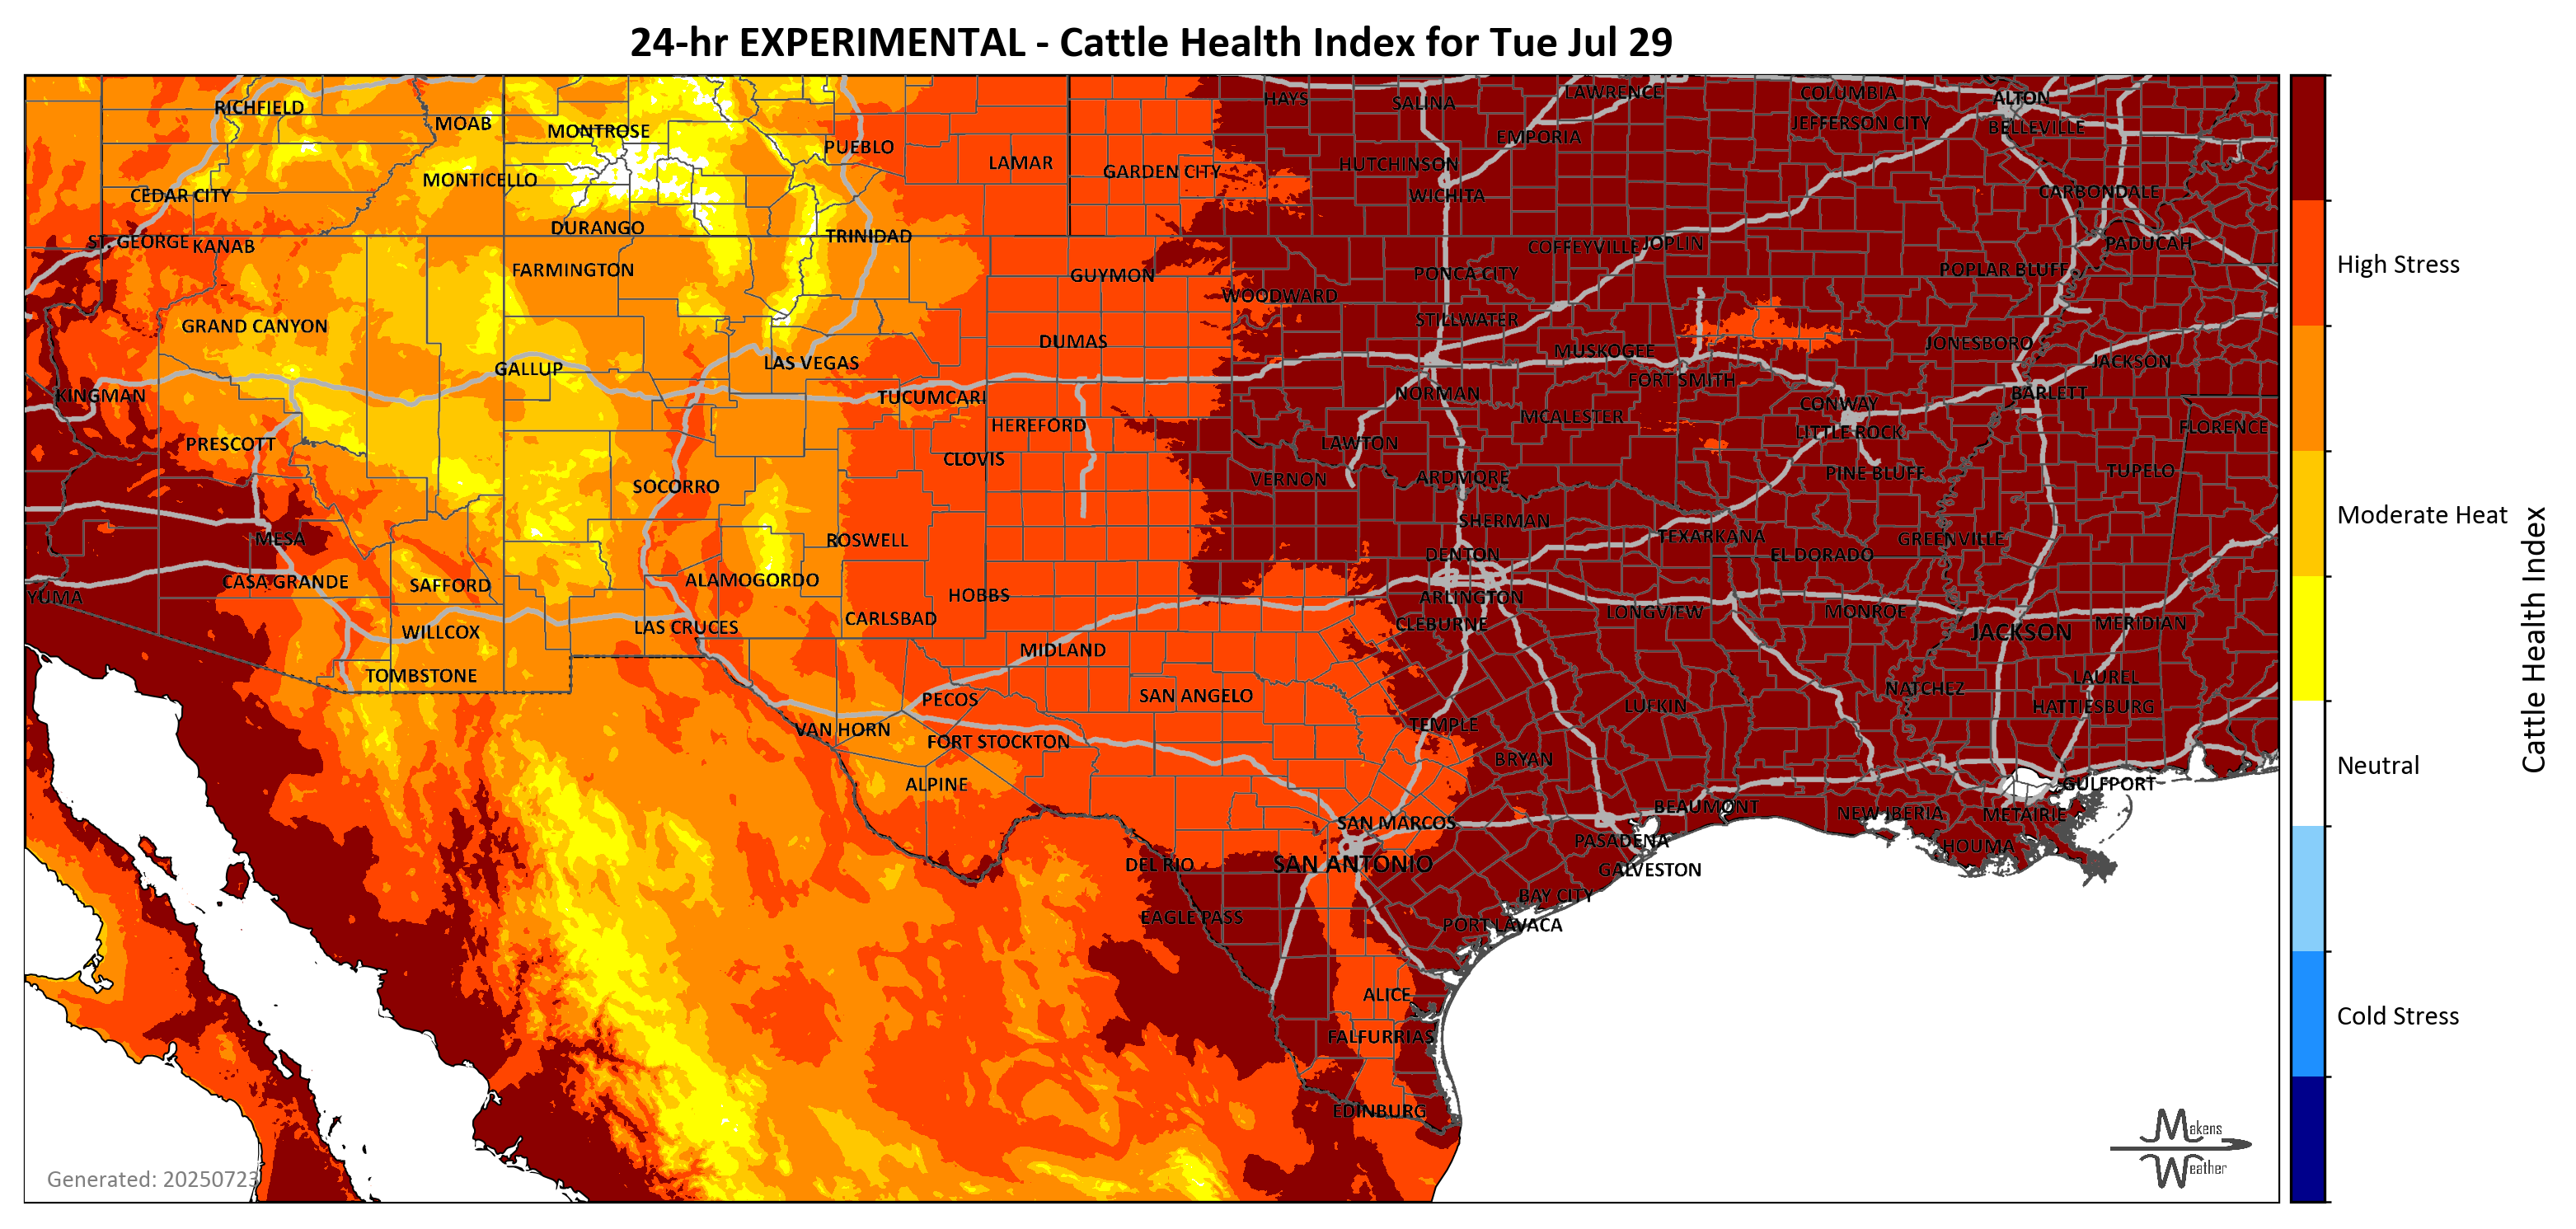 24-hr EXPERIMENTAL - Cattle Health Index for Tue Jul 29
RICHFIELD
MOAB
MONTROSE
PUEBLO
LAMAR
GARDEN CITY
HAYS
SALINA
LAWRENCE
COLUMBIA
ALTON
EMPORIA
JEFFERSON CITY
BELLEVILLE
MONTICELLO
CEDAR CITY
HUTCHINSON
WICHITA
CARBONDALE
DURANGO
TRINIDAD
ST. GEORGE
KANAB
COFFEYVILLE
JOPLIN
PADUCAH
FARMINGTON
GUYMON
PONCA CITY
POPLAR BLUFF
WOODWARD
GRAND CANYON
STILLWATER
DUMAS
MUSKOGEE
JONESBORO
JACKSON
GALLUP
LAS VEGAS
FORT SMITH
KINGMAN
TUCUMCARI
NORMAN
BARLETT
CONWAY
MCALESTER
HEREFORD
LITTLE ROCK
FLORENCE
PRESCOTT
LAWTON
CLOVIS
VERNON
ARDMORE
PINE BLUFF
TUPELO
SOCORRO
SHERMAN
MESA
ROSWELL
TEXARKANA
GREENVILLE
DENTON
EL DORADO
CASA GRANDE
SAFFORD
ALAMOGORDO
HOBBS
YUMA
ARLINGTON
LONGVIEW
MONROE
CARLSBAD
CLEBURNE
WILLCOX
LAS CRUCES
JACKSON
MERIDIAN
MIDLAND
TOMBSTONE
LAUREL
PECOS
SAN ANGELO
NATCHEZ
LUFKIN
HATTIESBURG
VAN HORN
TEMPLE
FORT STOCKTON
BRYAN
ALPINE
GULFPORT
BEAUMONT
NEW IBERIA
METAIRIE
SAN MARCOS
PASADENA
HOUMA
DEL RIO
SAN ANTONIO
GALVESTON
BAY CITY
EAGLE PASS
PORT LAVACA
ALICE
FALFURRIAS
EDINBURG
Generated: 20250723
Makens
Weather
High Stress
Moderate Heat
Neutral
Cold Stress
Cattle Health Index